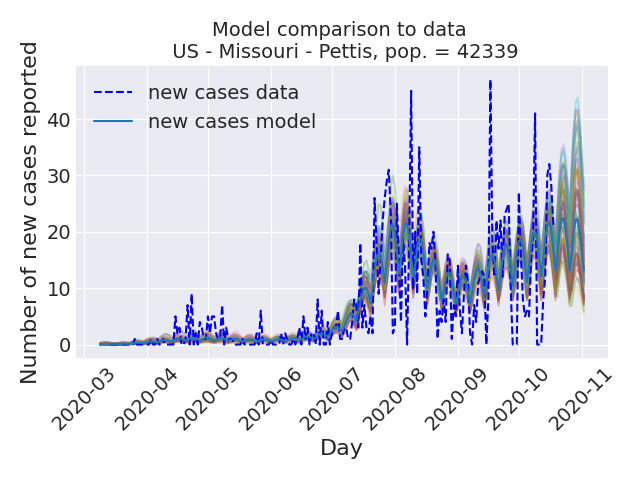 Model comparison to data
US - Missouri - Pettis, pop. = 42339
new cases data
new cases model
Number of new cases reported
40
30
20
10
0
2020-03
2020-04
2020-05
2020-06
2020-07
2020-08
2020-09
2020-10
2020-11
Day